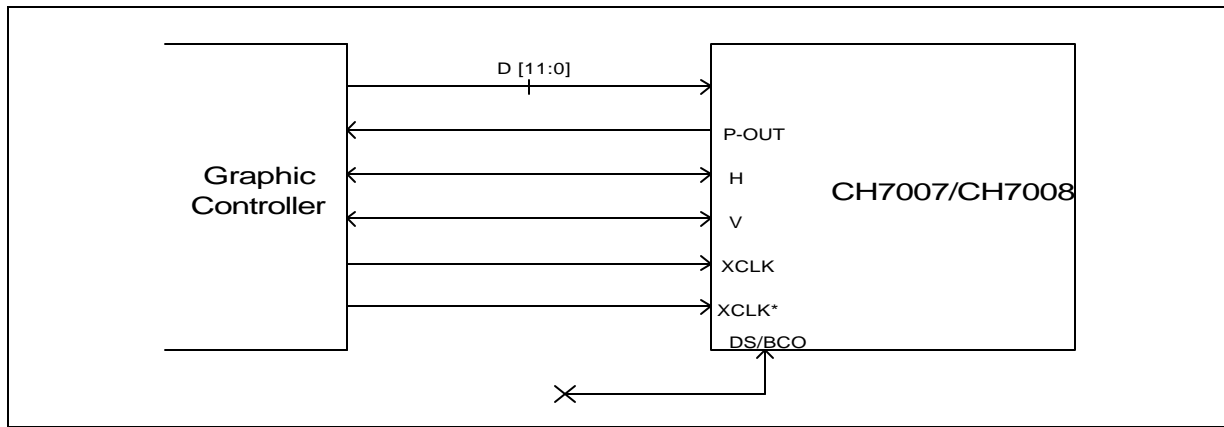 D [11:0]
P-OUT
Graphic
Controller
H
CH7007/CH7008
V
XCLK
XCLK*
DS/BCO